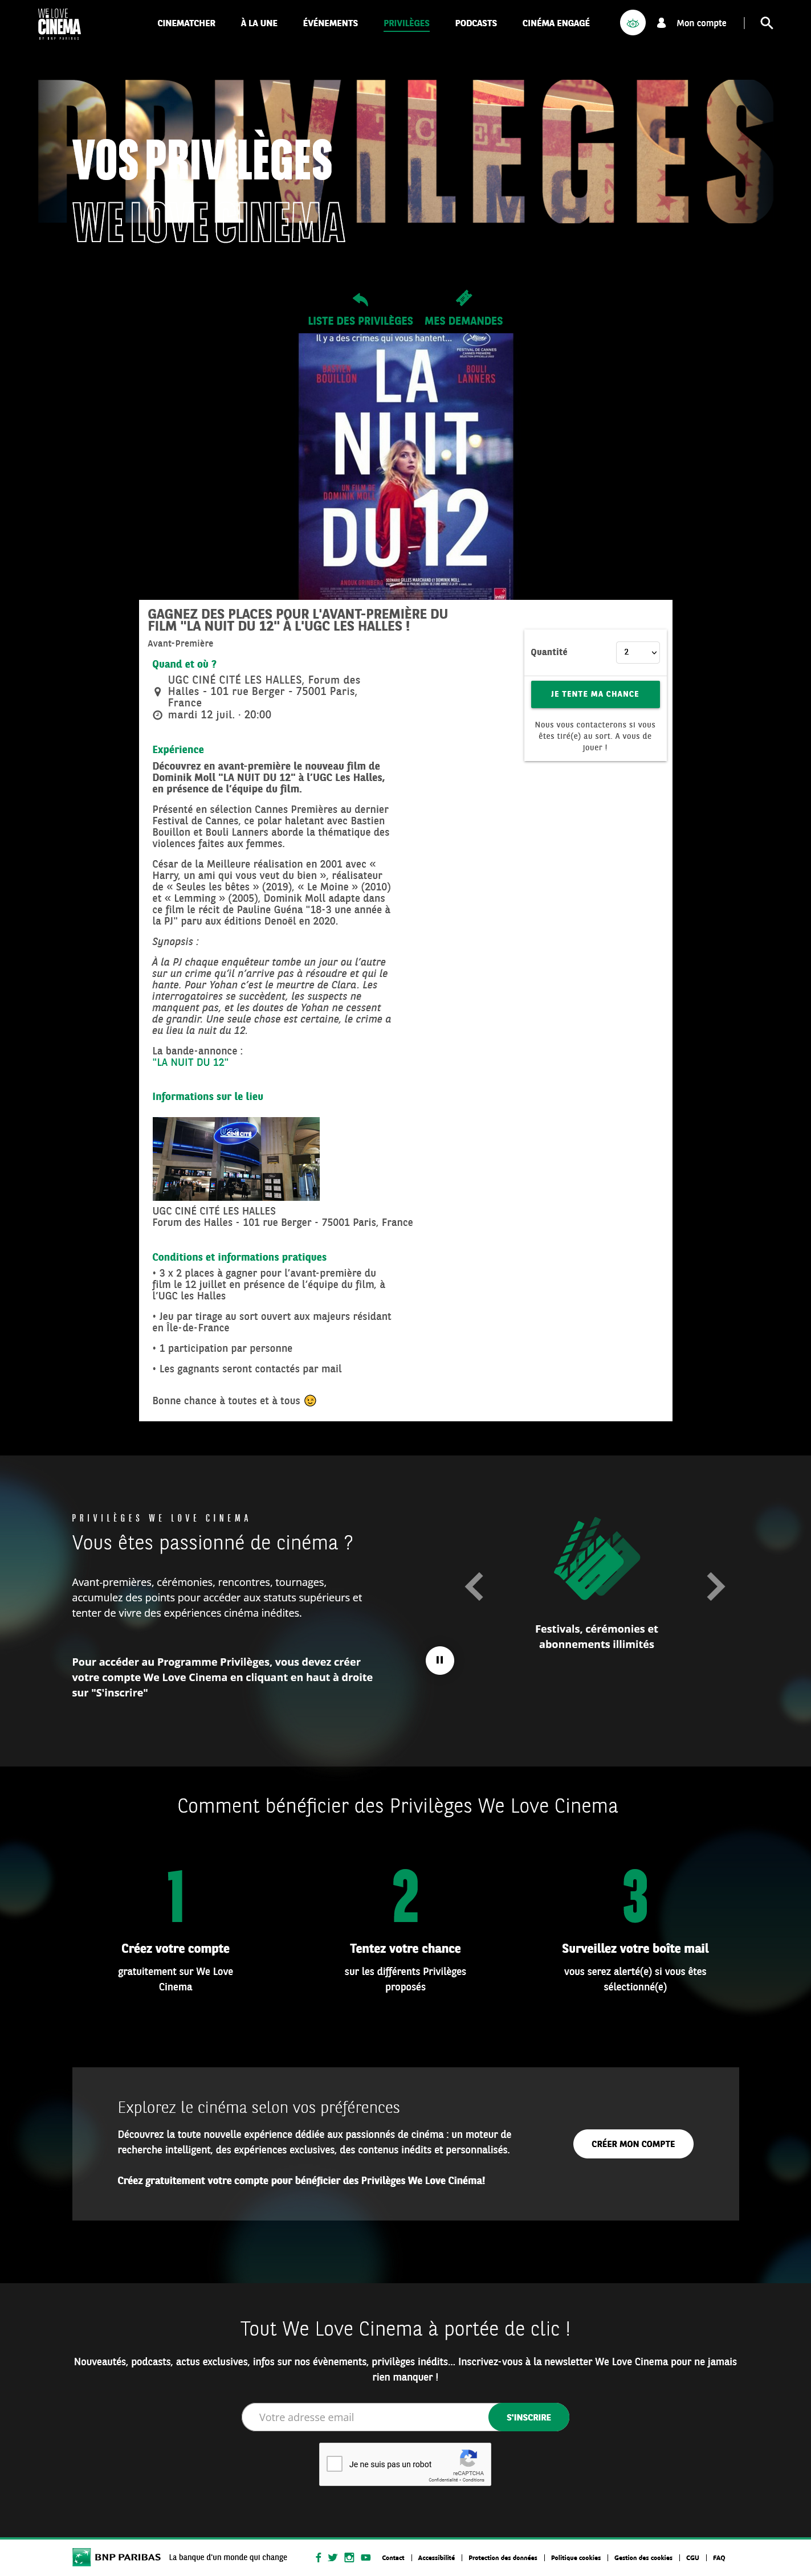 WE LOVE
CINÉMA
BY BNP PARIBAS
CINEMATCHER
À LA UNE
ÉVÉNEMENTS
PRIVILÈGES
PODCASTS
CINÉMA ENGAGÉ
Mon compte
PRIVILEGES
TICKET
VOS PRIVILÈGES
WE LOVE CINEMA
LISTE DES PRIVILÈGES
MES DEMANDES
Il y a des crimes qui vous hantent...
FESTIVAL DE CANNES
BOUILLON
BOULI
LANNERS
LA
NUIT
UN FILM DE
DOMINIK MOLL
DU 12
GAGNEZ DES PLACES POUR L'AVANT-PREMIÈRE DU
FILM "LA NUIT DU 12" À L'UGC LES HALLES !
Avant-Première
Quand et où ?
UGC CINÉ CITÉ LES HALLES, Forum des
Halles - 101 rue Berger - 75001 Paris,
France
mardi 12 juil. · 20:00
Quantité
2
JE TENTE MA CHANCE
Nous vous contacterons si vous
êtes tiré(e) au sort. A vous de
jouer !
Expérience
Découvrez en avant-première le nouveau film de
Dominik Moll "LA NUIT DU 12" à l'UGC Les Halles,
en présence de l'équipe du film.
Présenté en sélection Cannes Premières au dernier
Festival de Cannes, ce polar haletant avec Bastien
Bouillon et Bouli Lanners aborde la thématique des
violences faites aux femmes.
César de la Meilleure réalisation en 2001 avec «
Harry, un ami qui vous veut du bien », réalisateur
de « Seules les bêtes » (2019), « Le Moine » (2010)
et « Lemming » (2005), Dominik Moll adapte dans
ce film le récit de Pauline Guéna "18-3 une année à
la PJ" paru aux éditions Denoël en 2020.
Synopsis :
À la PJ chaque enquêteur tombe un jour ou l'autre
sur un crime qu'il n'arrive pas à résoudre et qui le
hante. Pour Yohan c'est le meurtre de Clara. Les
interrogatoires se succèdent, les suspects ne
manquent pas, et les doutes de Yohan ne cessent
de grandir. Une seule chose est certaine, le crime a
eu lieu la nuit du 12.
La bande-annonce :
"LA NUIT DU 12"
Informations sur le lieu
UGC CINÉ CITÉ LES HALLES
Forum des Halles - 101 rue Berger - 75001 Paris, France
Conditions et informations pratiques
• 3 x 2 places à gagner pour l'avant-première du
film le 12 juillet en présence de l'équipe du film, à
l'UGC les Halles
• Jeu par tirage au sort ouvert aux majeurs résidant
en Île-de-France
• 1 participation par personne
• Les gagnants seront contactés par mail
Bonne chance à toutes et à tous 😉
PRIVILÈGES WE LOVE CINEMA
Vous êtes passionné de cinéma ?
Avant-premières, cérémonies, rencontres, tournages,
accumulez des points pour accéder aux statuts supérieurs et
tenter de vivre des expériences cinéma inédites.
Pour accéder au Programme Privilèges, vous devez créer
votre compte We Love Cinema en cliquant en haut à droite
sur "S'inscrire"
Festivals, cérémonies et
abonnements illimités
Comment bénéficier des Privilèges We Love Cinema
1
Créez votre compte
gratuitement sur We Love
Cinema
2
Tentez votre chance
sur les différents Privilèges
proposés
3
Surveillez votre boîte mail
vous serez alerté(e) si vous êtes
sélectionné(e)
Explorez le cinéma selon vos préférences
Découvrez la toute nouvelle expérience dédiée aux passionnés de cinéma : un moteur de
recherche intelligent, des expériences exclusives, des contenus inédits et personnalisés.
Créez gratuitement votre compte pour bénéficier des Privilèges We Love Cinéma!
CRÉER MON COMPTE
Tout We Love Cinema à portée de clic !
Nouveautés, podcasts, actus exclusives, infos sur nos évènements, privilèges inédits... Inscrivez-vous à la newsletter We Love Cinema pour ne jamais
rien manquer !
Votre adresse email
S'INSCRIRE
Je ne suis pas un robot
reCAPTCHA
Confidentialité - Conditions
BNP PARIBAS
La banque d'un monde qui change
Contact
Accessibilité
Protection des données
Politique cookies
Gestion des cookies
CGU
FAQ